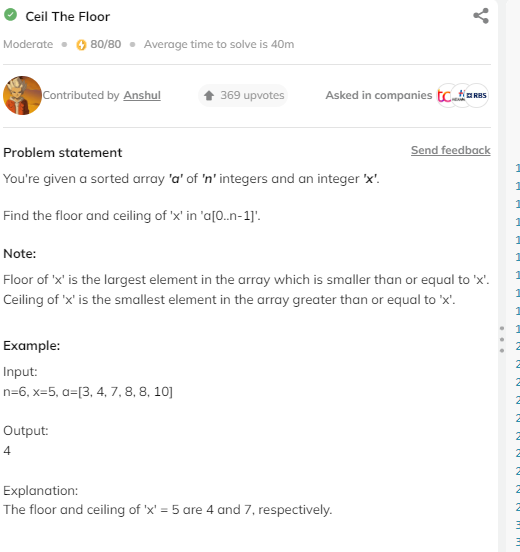 Ceil The Floor
Moderate • 80/80 • Average time to solve is 40m
Contributed by Anshul 369 upvotes Asked in companies RBS
Problem statement Send feedback
You're given a sorted array 'a' of 'n' integers and an integer 'x'.
Find the floor and ceiling of 'x' in 'a[0..n-1]'.
Note:
Floor of 'x' is the largest element in the array which is smaller than or equal to 'x'.
Ceiling of 'x' is the smallest element in the array greater than or equal to 'x'.
Example:
Input:
n=6, x=5, a=[3, 4, 7, 8, 8, 10]
Output:
4
Explanation:
The floor and ceiling of 'x' = 5 are 4 and 7, respectively.